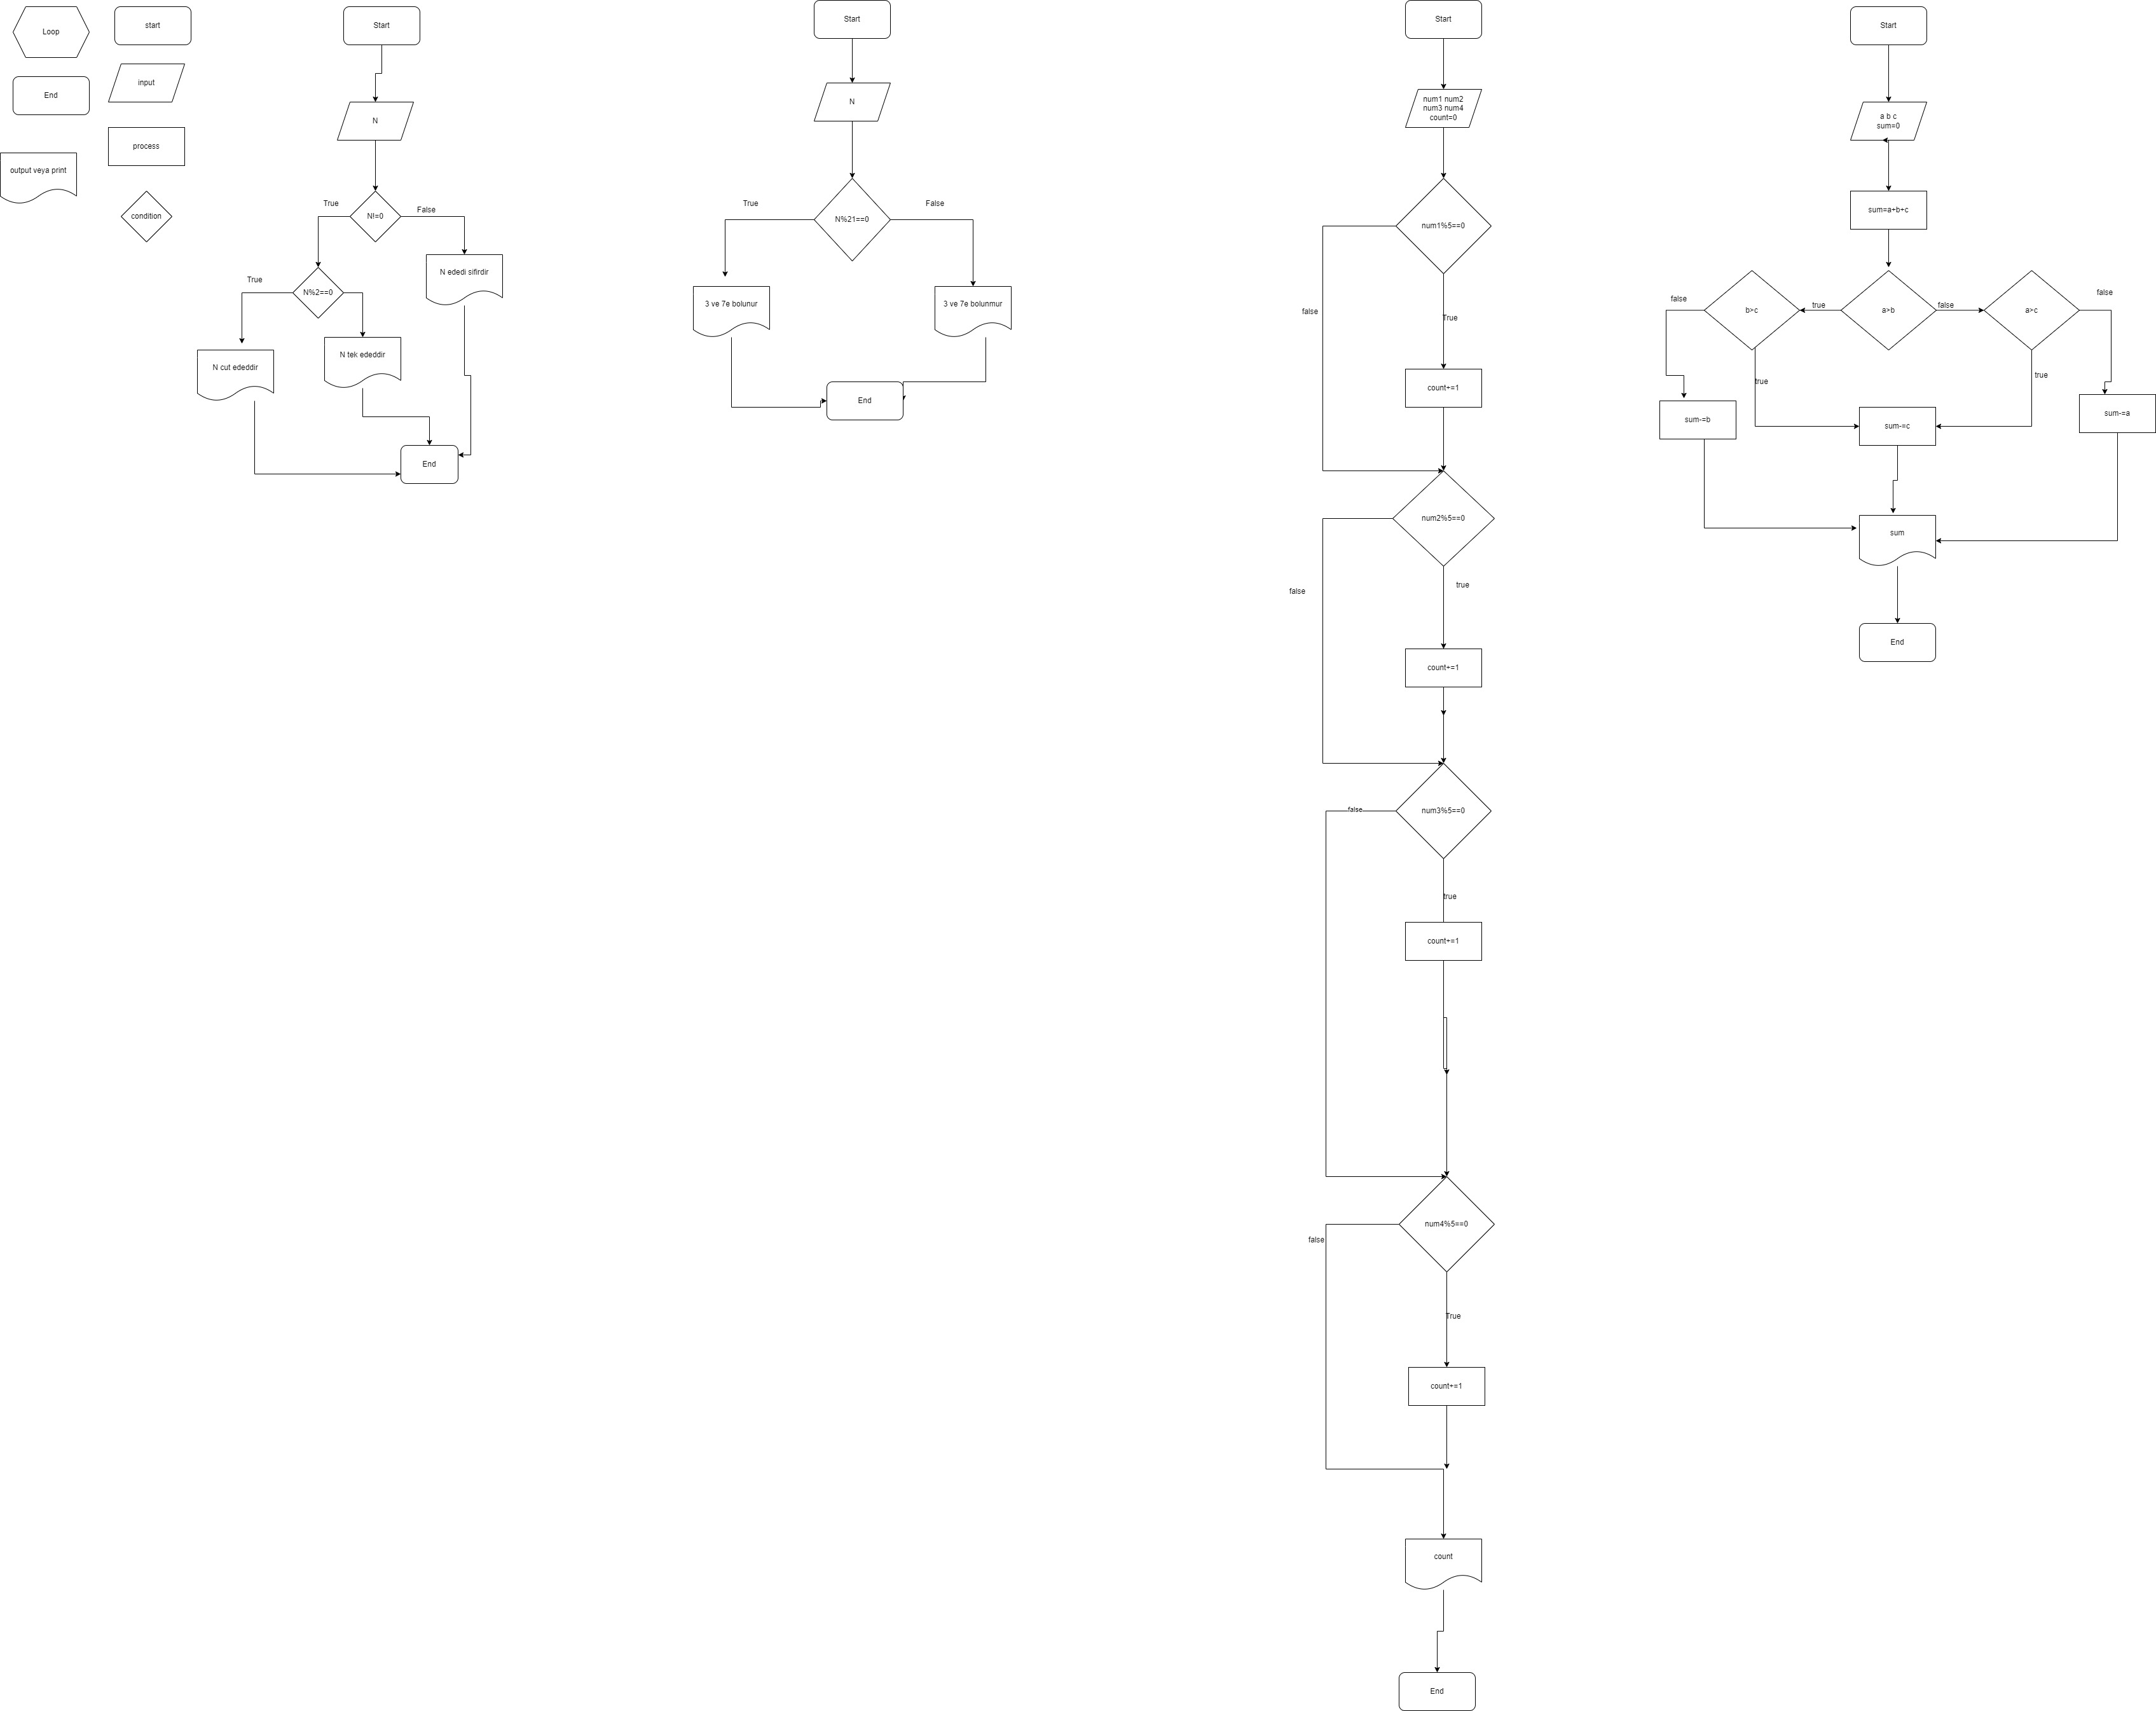 Loop
start
End
input
process
output veya print
condition
Start
N
N!=0
True
False
N ededi sifirdir
N%2==0
True
N cut ededdir
N tek ededdir
End
Start
N
N%21==0
True
False
3 ve 7e bolunur
3 ve 7e bolunmur
End
Start
num1 num2
num3 num4
count=0
num1%5==0
false
True
count+=1
num2%5==0
false
true
count+=1
num3%5==0
false
true
count+=1
num4%5==0
false
True
count+=1
count
End
Start
a b c
sum=0
sum=a+b+c
false
b>c
true
a>b
false
a>c
false
true
true
sum-=b
sum-=c
sum-=a
sum
End